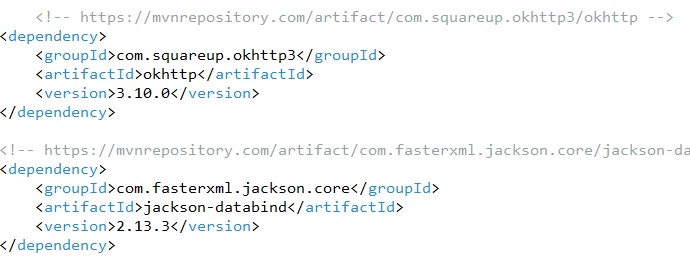 <!-- https://mvnrepository.com/artifact/com.squareup.okhttp3/okhttp -->
<dependency>
<groupId>com.squareup.okhttp3</groupId>
<artifactId>okhttp</artifactId>
<version>3.10.0</version>
</dependency>
<!-- https://mvnrepository.com/artifact/com.fasterxml.jackson.core/jackson-da
<dependency>
<groupId>com.fasterxml.jackson.core</groupId>
<artifactId>jackson-databind</artifactId>
<version>2.13.3</version>
</dependency>